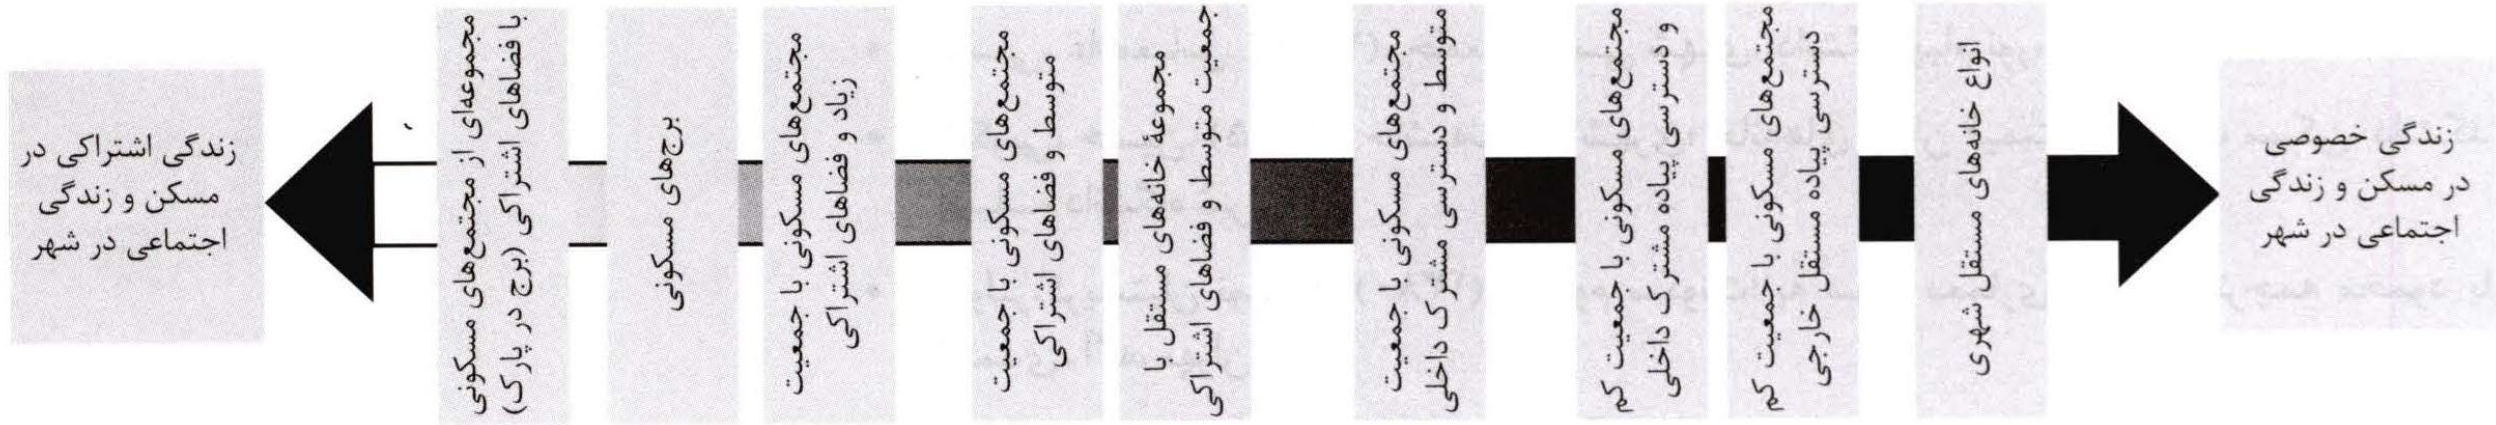 زندگی خصوصی
در مسکن و زندگی
اجتماعی در شهر
انواع خانه‌های مستقل شهری
مجتمع‌های مسکونی با جمعیت کم
دسترسی پیاده مستقل خارجی
مجتمع‌های مسکونی با جمعیت کم
و دسترسی پیاده مشترک داخلی
مجتمع‌های مسکونی با جمعیت
متوسط و دسترسی مشترک داخلی
مجموعۀ خانه‌های مستقل با
جمعیت متوسط و فضاهای اشتراکی
مجتمع‌های مسکونی با جمعیت
متوسط و فضاهای اشتراکی
مجتمع‌های مسکونی با جمعیت
زیاد و فضاهای اشتراکی
برج‌های مسکونی
مجموعه‌ای از مجتمع‌های مسکونی
با فضاهای اشتراکی (برج در پارک)
زندگی اشتراکی در
مسکن و زندگی
اجتماعی در شهر